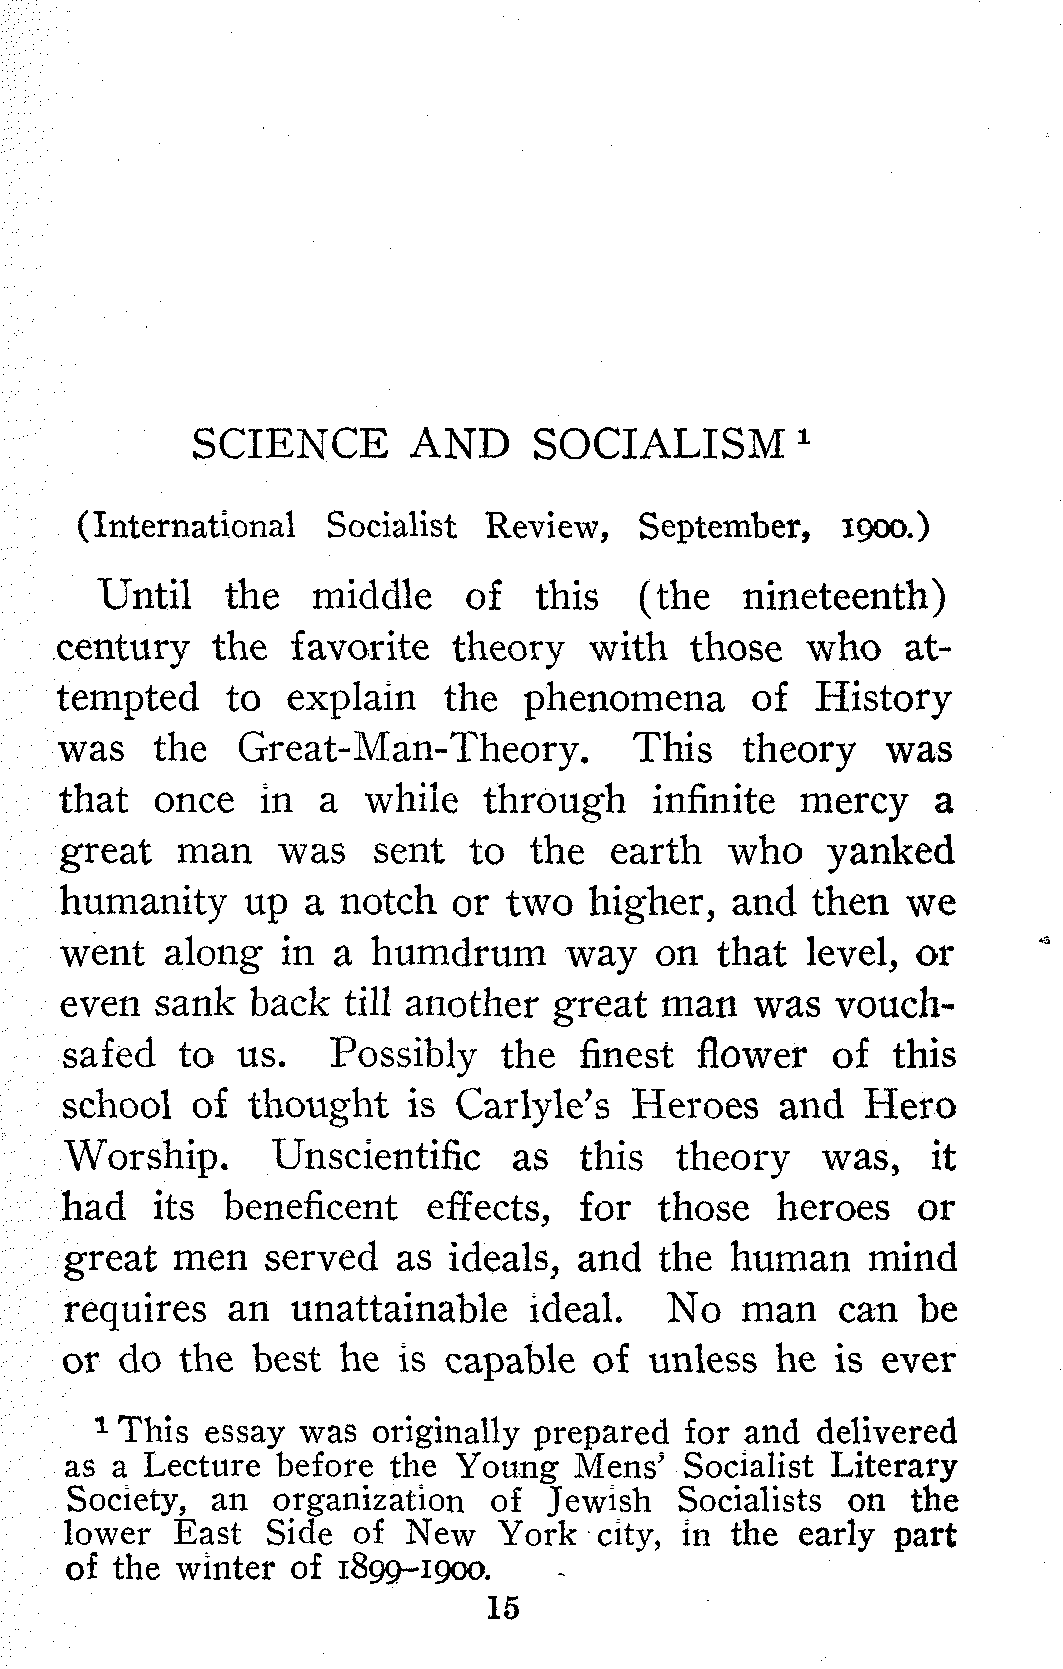 SCIENCE AND SOCIALISM ¹
(International Socialist Review, September, 1900.)
Until the middle of this (the nineteenth)
century the favorite theory with those who at-
tempted to explain the phenomena of History
was the Great-Man-Theory. This theory was
that once in a while through infinite mercy a
great man was sent to the earth who yanked
humanity up a notch or two higher, and then we
went along in a humdrum way on that level, or
even sank back till another great man was vouch-
safed to us. Possibly the finest flower of this
school of thought is Carlyle's Heroes and Hero
Worship. Unscientific as this theory was, it
had its beneficent effects, for those heroes or
great men served as ideals, and the human mind
requires an unattainable ideal. No man can be
or do the best he is capable of unless he is ever
¹ This essay was originally prepared for and delivered
as a Lecture before the Young Mens' Socialist Literary
Society, an organization of Jewish Socialists on the
lower East Side of New York city, in the early part
of the winter of 1899–1900.
15